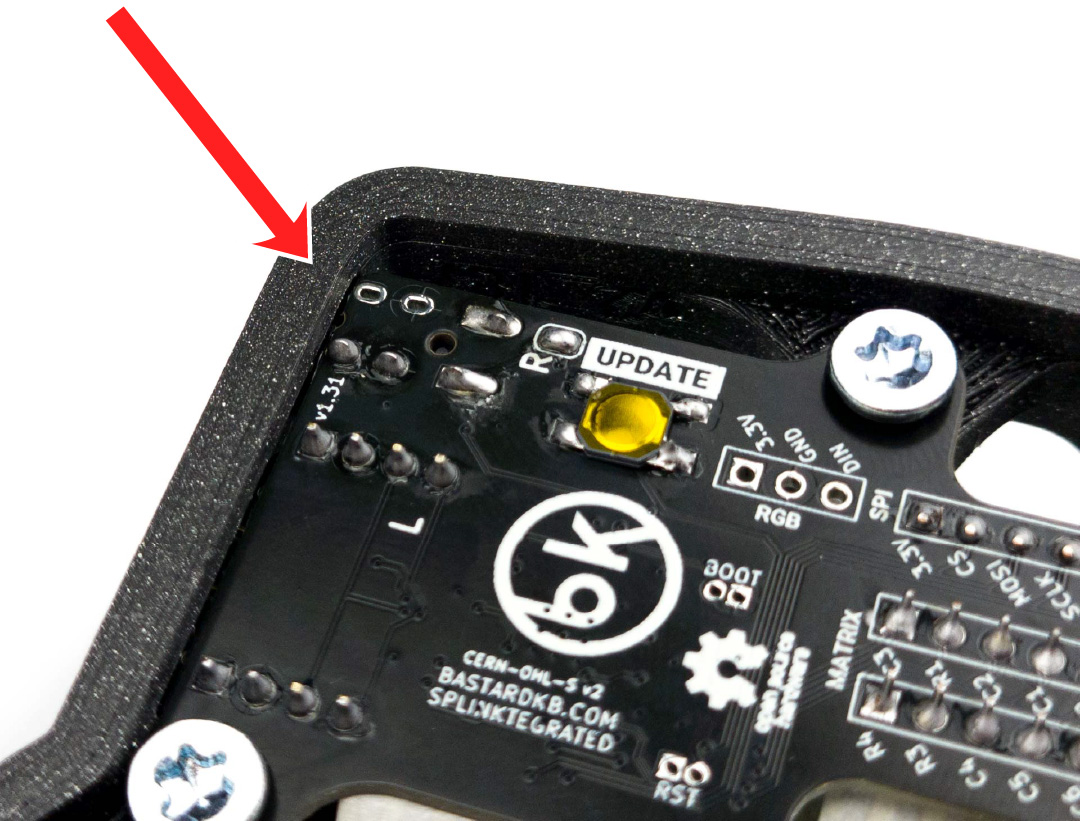 R
UPDATE
v1.31
3.3V
GND
DIN
RGB
SPI
3.3V
CS
MOSI
SCLK
L
bk
BOOT
CERN-OHL-S v2
BASTARDKB.COM
SPLINKTEGRATED
open source
hardware
MATRIX
C3
R1
C2
C1
R4
R3
C4
C5
C6
RST